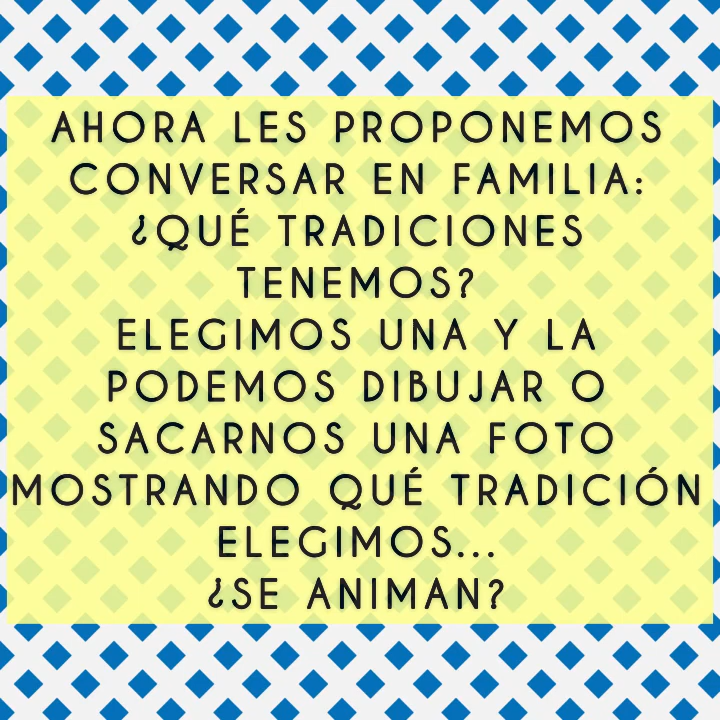 AHORA LES PROPONEMOS
CONVERSAR EN FAMILIA:
¿QUÉ TRADICIONES
TENEMOS?
ELEGIMOS UNA Y LA
PODEMOS DIBUJAR O
SACARNOS UNA FOTO
MOSTRANDO QUÉ TRADICIÓN
ELEGIMOS...
¿SE ANIMAN?